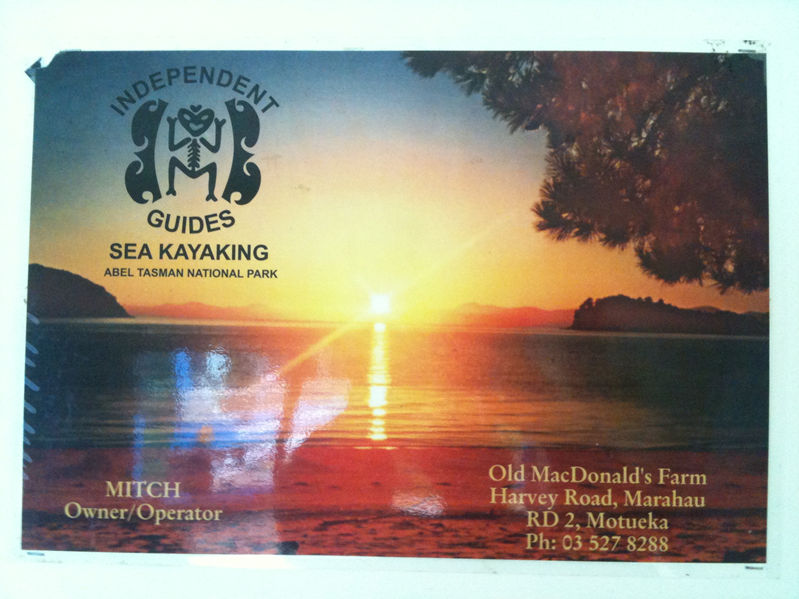 INDEPENDENT
GUIDES
SEA KAYAKING
ABEL TASMAN NATIONAL PARK
MITCH
Owner/Operator
Old MacDonald's Farm
Harvey Road, Marahau
RD 2, Motueka
Ph: 03 527 8288